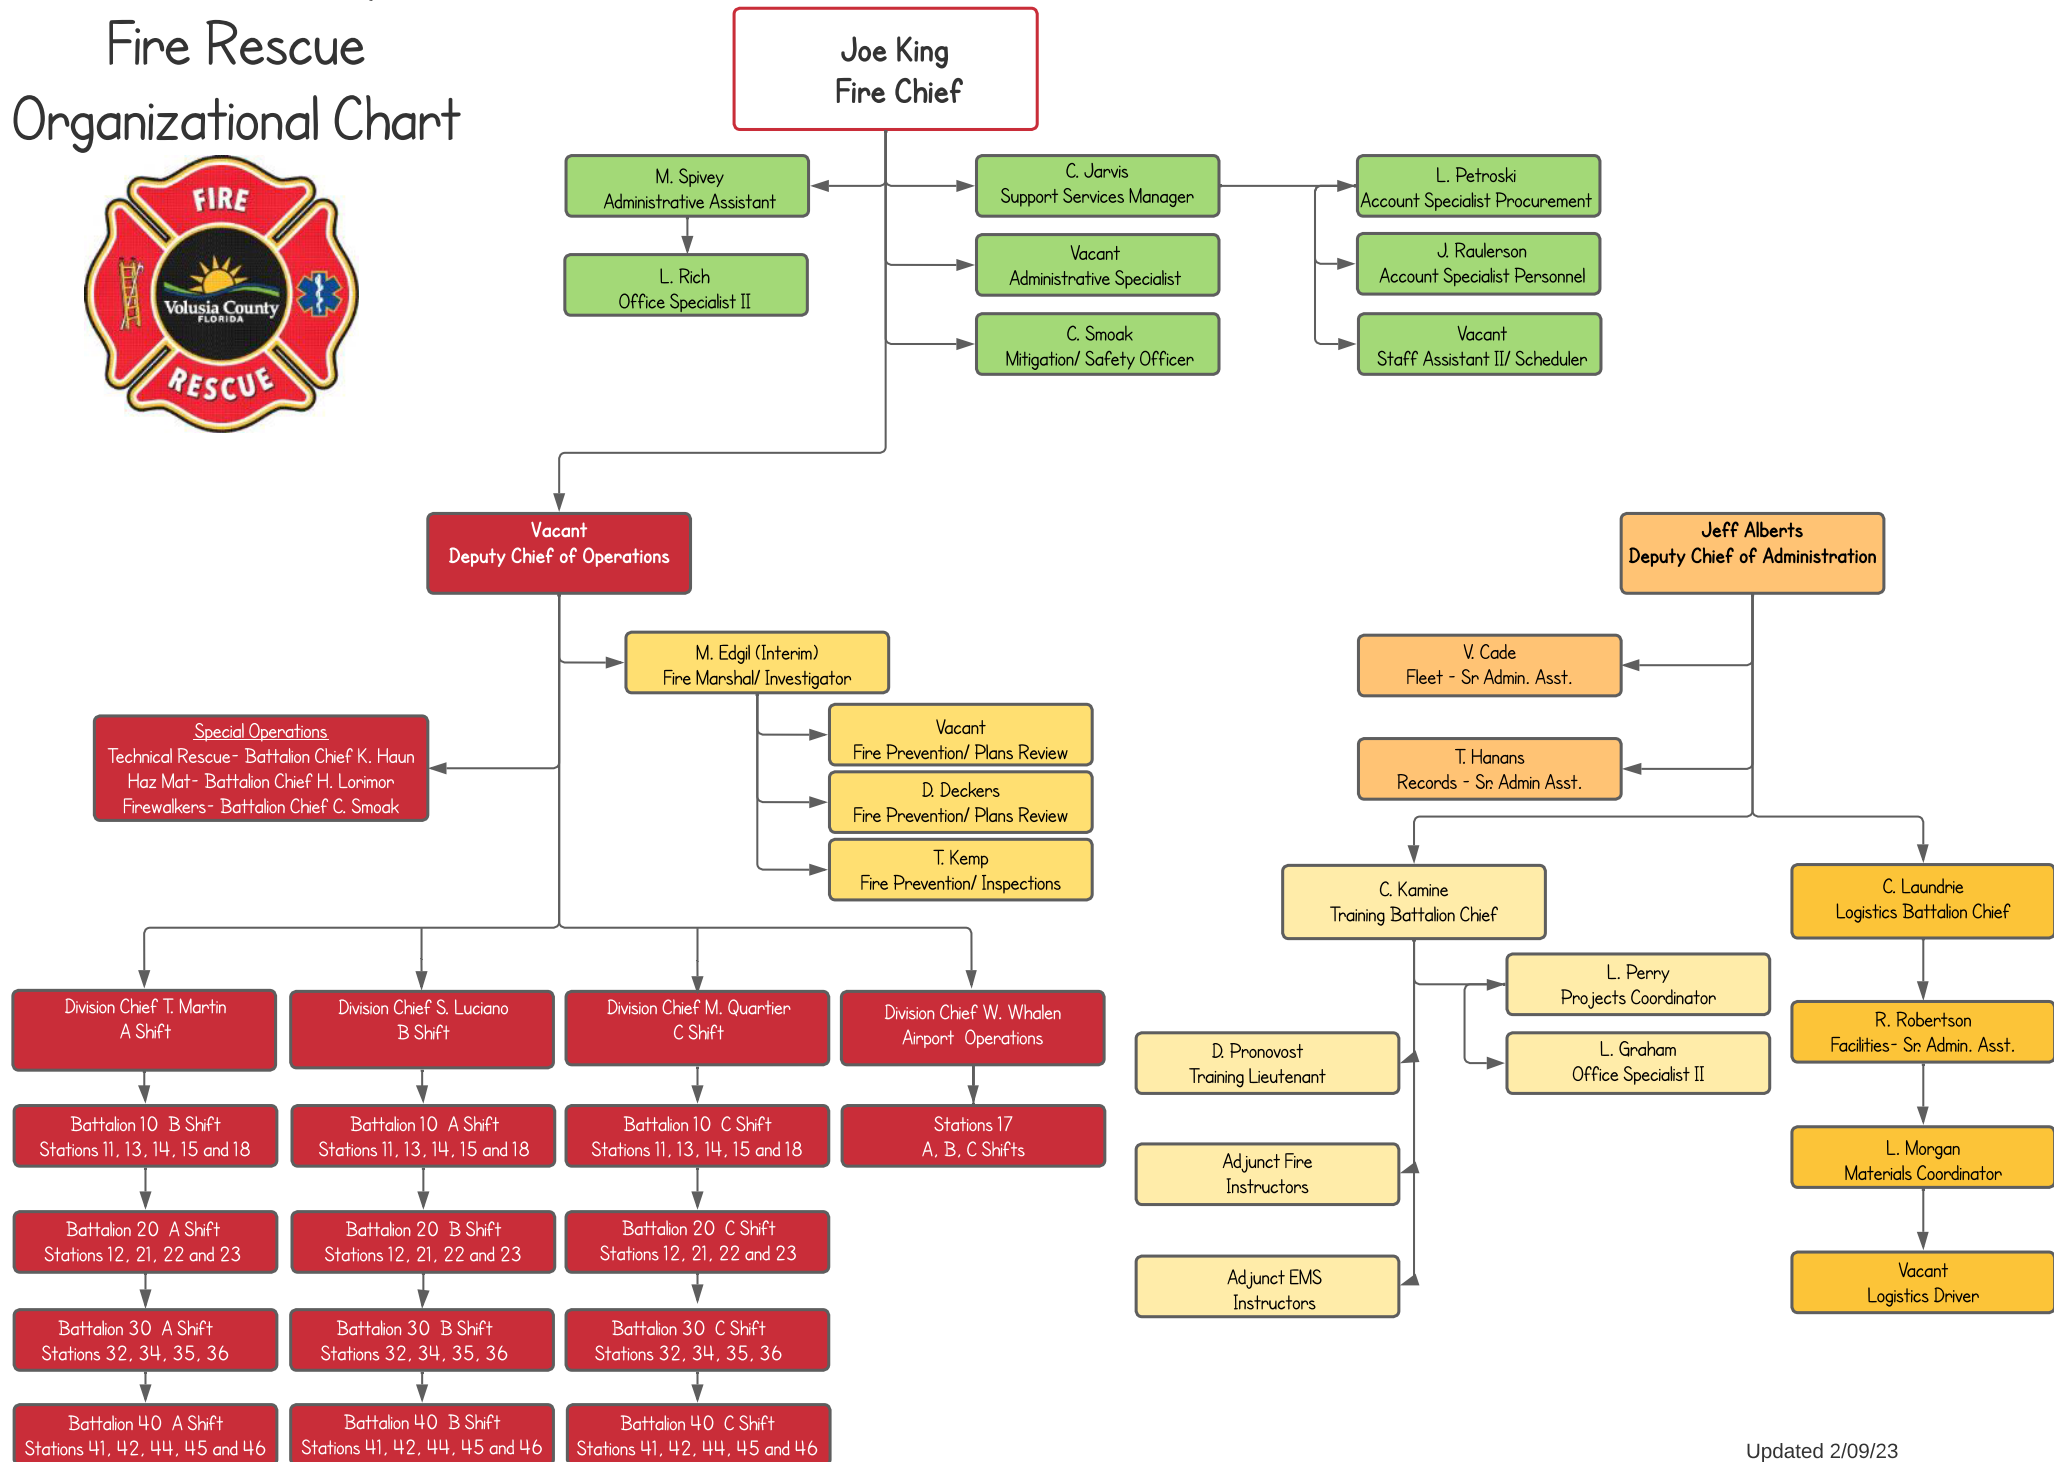 Fire Rescue
Organizational Chart
FIRE
Volusia County
FLORIDA
RESCUE
Joe King
Fire Chief
M. Spivey
Administrative Assistant
L. Rich
Office Specialist II
C. Jarvis
Support Services Manager
Vacant
Administrative Specialist
C. Smoak
Mitigation/ Safety Officer
L. Petroski
Account Specialist Procurement
J. Raulerson
Account Specialist Personnel
Vacant
Staff Assistant II/ Scheduler
Vacant
Deputy Chief of Operations
Jeff Alberts
Deputy Chief of Administration
M. Edgil (Interim)
Fire Marshal/ Investigator
Vacant
Fire Prevention/ Plans Review
D. Deckers
Fire Prevention/ Plans Review
T. Kemp
Fire Prevention/ Inspections
Special Operations
Technical Rescue- Battalion Chief K. Haun
Haz Mat- Battalion Chief H. Lorimor
Firewalkers- Battalion Chief C. Smoak
V. Cade
Fleet - Sr Admin. Asst.
T. Hanans
Records - Sr. Admin Asst.
C. Kamine
Training Battalion Chief
C. Laundrie
Logistics Battalion Chief
L. Perry
Projects Coordinator
L. Graham
Office Specialist II
D. Pronovost
Training Lieutenant
Adjunct Fire
Instructors
Adjunct EMS
Instructors
R. Robertson
Facilities- Sr. Admin. Asst.
L. Morgan
Materials Coordinator
Vacant
Logistics Driver
Division Chief T. Martin
A Shift
Battalion 10 B Shift
Stations 11, 13, 14, 15 and 18
Battalion 20 A Shift
Stations 12, 21, 22 and 23
Battalion 30 A Shift
Stations 32, 34, 35, 36
Battalion 40 A Shift
Stations 41, 42, 44, 45 and 46
Division Chief S. Luciano
B Shift
Battalion 10 A Shift
Stations 11, 13, 14, 15 and 18
Battalion 20 B Shift
Stations 12, 21, 22 and 23
Battalion 30 B Shift
Stations 32, 34, 35, 36
Battalion 40 B Shift
Stations 41, 42, 44, 45 and 46
Division Chief M. Quartier
C Shift
Battalion 10 C Shift
Stations 11, 13, 14, 15 and 18
Battalion 20 C Shift
Stations 12, 21, 22 and 23
Battalion 30 C Shift
Stations 32, 34, 35, 36
Battalion 40 C Shift
Stations 41, 42, 44, 45 and 46
Division Chief W. Whalen
Airport Operations
Stations 17
A, B, C Shifts
Updated 2/09/23